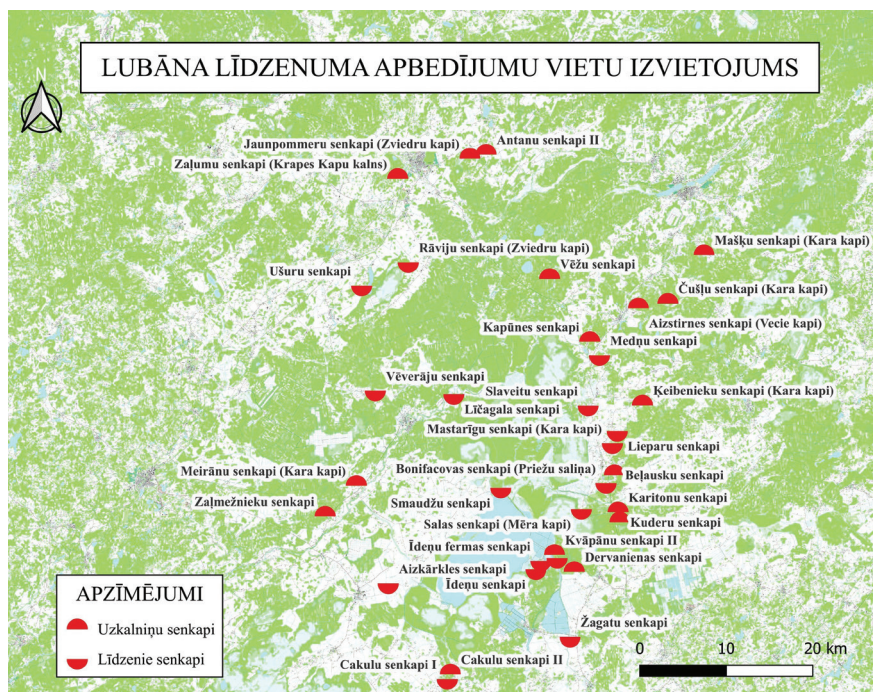 LUBĀNA LĪDZENUMA APBEDĪJUMU VIETU IZVIETOJUMS
Jaunpommeru senkapi (Zviedru kapi)
Antanu senkapi II
Zaļumu senkapi (Krapes Kapu kalns)
Mašķu senkapi (Kara kapi)
Rāviju senkapi (Zviedru kapi)
Vēžu senkapi
Ušuru senkapi
Čušļu senkapi (Kara kapi)
Aizstirnes senkapi (Vecie kapi)
Kapūnes senkapi
Medņu senkapi
Vēverāju senkapi
Slaveitu senkapi
Ķeibenieku senkapi (Kara kapi)
Līčagala senkapi
Mastarīgu senkapi (Kara kapi)
Lieparu senkapi
Meirānu senkapi (Kara kapi)
Bonifacovas senkapi (Priežu saliņa)
Beļausku senkapi
Zaļmežnieku senkapi
Smaudžu senkapi
Karitonu senkapi
Salas senkapi (Mēra kapi)
Kuderu senkapi
Kvāpānu senkapi II
Īdeņu fermas senkapi
Dervanienas senkapi
Aizkārkles senkapi
Īdeņu senkapi
Žagatu senkapi
Cakulu senkapi I
Cakulu senkapi II
APZĪMĒJUMI
Uzkalniņu senkapi
Līdzenie senkapi
0 10 20 km